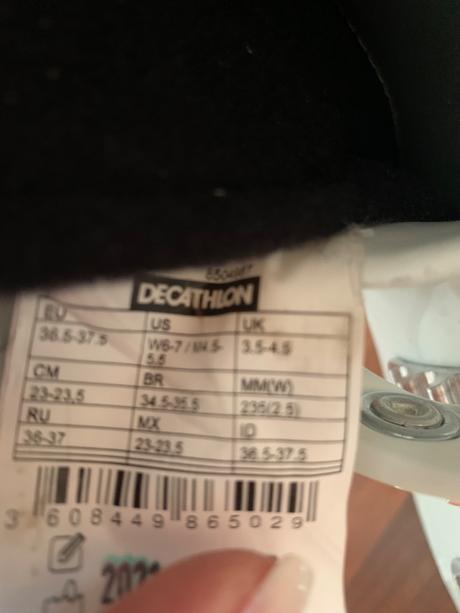 DECATHLON
EU US UK
36.5-37.5 W6-7 / M4.5-5.5 3.5-4.5
CM BR MM(W)
23-23,5 34.5-35.5 235(2.5)
RU MX ID
36-37 23-23.5 36.5-37.5
3 608449 865029